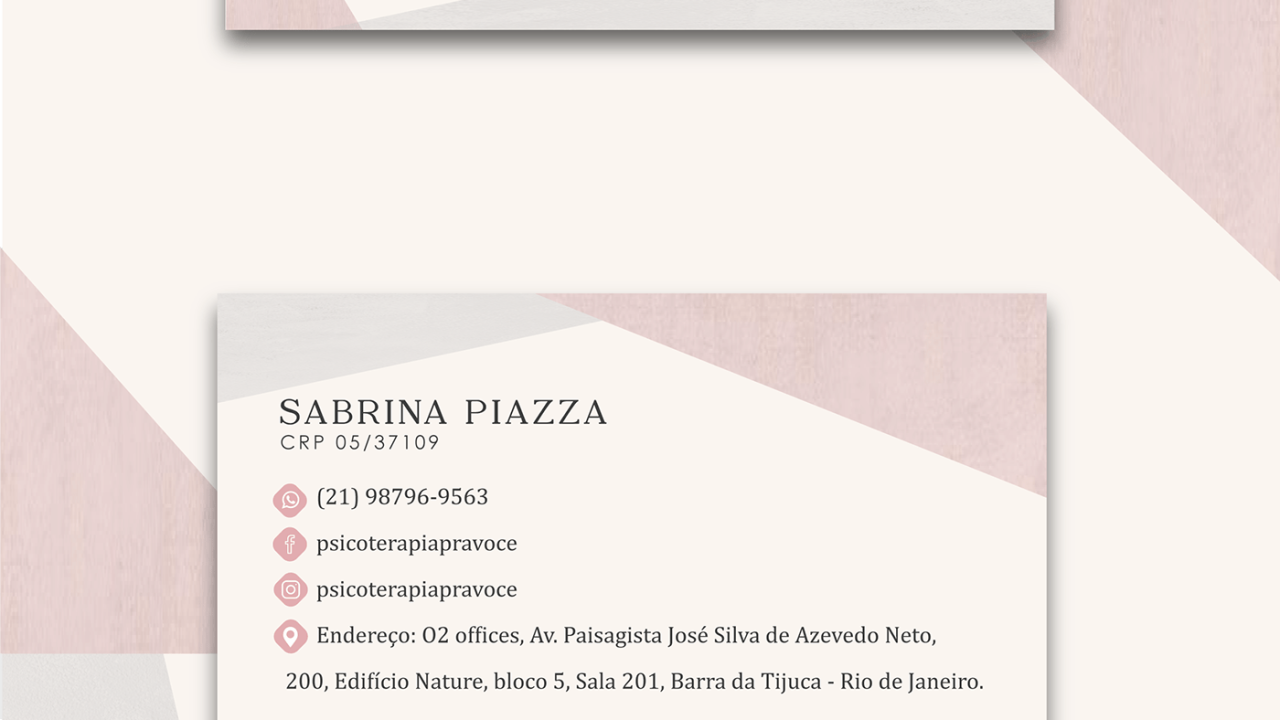 SABRINA PIAZZA
CRP 05/37109
(21) 98796-9563
psicoterapiapravoce
psicoterapiapravoce
Endereço: O2 offices, Av. Paisagista José Silva de Azevedo Neto,
200, Edifício Nature, bloco 5, Sala 201, Barra da Tijuca - Rio de Janeiro.